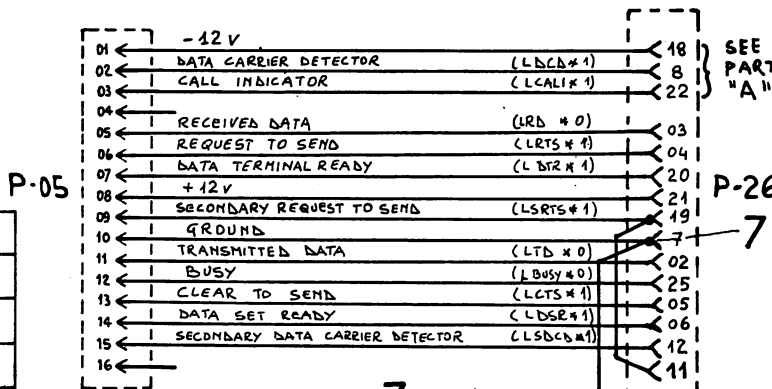 01 -12 V 18
02 DATA CARRIER DETECTOR (LDCD*1) 8
03 CALL INDICATOR (LCALI*1) 22
SEE
PART
"A"
04
05 RECEIVED DATA (LRD *0) 03
06 REQUEST TO SEND (LRTS*1) 04
07 DATA TERMINAL READY (LDTR*1) 20
P-05
08 +12V 21
P-26
09 SECONDARY REQUEST TO SEND (LSRTS*1) 19
10 GROUND 7
7
11 TRANSMITTED DATA (LTD *0) 02
12 BUSY (LBUSY*0) 25
13 CLEAR TO SEND (LCTS*1) 05
14 DATA SET READY (LDSR*1) 06
15 SECONDARY DATA CARRIER DETECTOR (LSDCD*1) 12
16 11